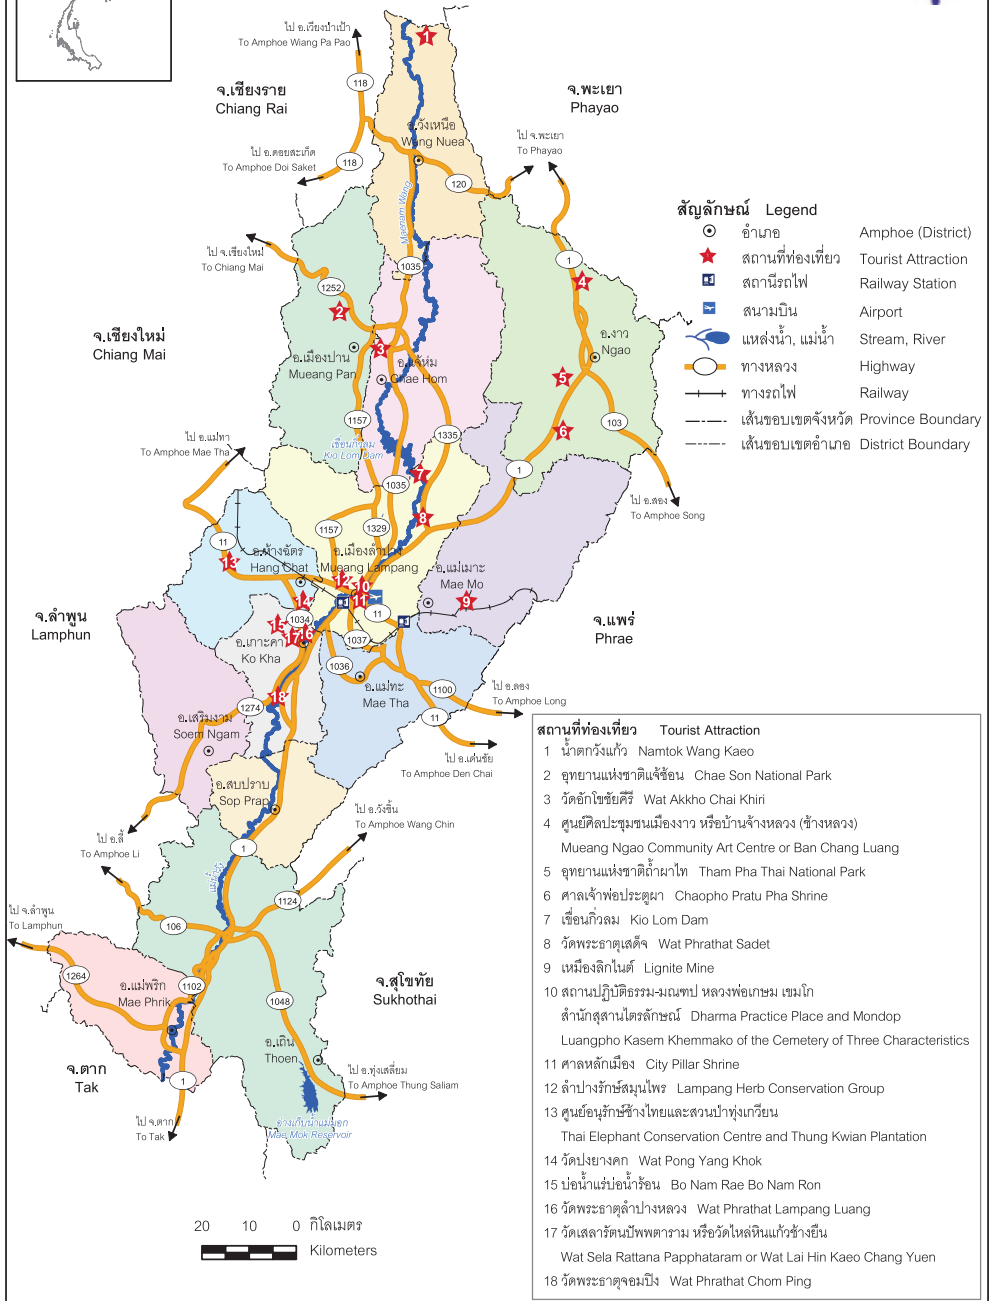 ไป อ.เวียงป่าเป้า
To Amphoe Wiang Pa Pao
118
1
จ.เชียงราย
Chiang Rai
จ.พะเยา
Phayao
อ.วังเหนือ
Wang Nuea
ไป จ.พะเยา
To Phayao
ไป อ.ดอยสะเก็ด
To Amphoe Doi Saket
118
120
Maenam Wang
สัญลักษณ์ Legend
อำเภอ Amphoe (District)
สถานที่ท่องเที่ยว Tourist Attraction
สถานีรถไฟ Railway Station
สนามบิน Airport
แหล่งน้ำ, แม่น้ำ Stream, River
ทางหลวง Highway
ทางรถไฟ Railway
เส้นขอบเขตจังหวัด Province Boundary
เส้นขอบเขตอำเภอ District Boundary
ไป จ.เชียงใหม่
To Chiang Mai
1035
1
1252
4
2
จ.เชียงใหม่
Chiang Mai
อ.เมืองปาน
Mueang Pan
3
อ.แจ้ห่ม
Chae Hom
อ.งาว
Ngao
5
1157
103
6
1335
ไป อ.แม่ทา
To Amphoe Mae Tha
เขื่อนกิ่วลม
Kio Lom Dam
1
7
1035
ไป อ.สอง
To Amphoe Song
8
1157
1329
11
อ.ห้างฉัตร
Hang Chat
อ.เมืองลำปาง
Mueang Lampang
13
อ.แม่เมาะ
Mae Mo
12
10
11
9
14
จ.ลำพูน
Lamphun
จ.แพร่
Phrae
11
1034
15
17
16
1037
อ.เกาะคา
Ko Kha
1036
อ.แม่ทะ
Mae Tha
1100
ไป อ.ลอง
To Amphoe Long
18
1274
11
อ.เสริมงาม
Soem Ngam
ไป อ.เด่นชัย
To Amphoe Den Chai
อ.สบปราบ
Sop Prap
ไป อ.วังชิ้น
To Amphoe Wang Chin
ไป อ.ลี้
To Amphoe Li
1
1124
ไป จ.ลำพูน
To Lamphun
106
1264
อ.แม่พริก
Mae Phrik
1102
จ.สุโขทัย
Sukhothai
1048
อ.เถิน
Thoen
จ.ตาก
Tak
1
ไป อ.ทุ่งเสลี่ยม
To Amphoe Thung Saliam
ไป จ.ตาก
To Tak
อ่างเก็บน้ำแม่มอก
Mae Mok Reservoir
20 10 0 กิโลเมตร
Kilometers
สถานที่ท่องเที่ยว Tourist Attraction
1 น้ำตกวังแก้ว Namtok Wang Kaeo
2 อุทยานแห่งชาติแจ้ซ้อน Chae Son National Park
3 วัดอักโขชัยคีรี Wat Akkho Chai Khiri
4 ศูนย์ศิลปะชุมชนเมืองงาว หรือบ้านจ้างหลวง (ช้างหลวง)
Mueang Ngao Community Art Centre or Ban Chang Luang
5 อุทยานแห่งชาติถ้ำผาไท Tham Pha Thai National Park
6 ศาลเจ้าพ่อประตูผา Chaopho Pratu Pha Shrine
7 เขื่อนกิ่วลม Kio Lom Dam
8 วัดพระธาตุเสด็จ Wat Phrathat Sadet
9 เหมืองลิกไนต์ Lignite Mine
10 สถานปฏิบัติธรรม-มณฑป หลวงพ่อเกษม เขมโก
สำนักสุสานไตรลักษณ์ Dharma Practice Place and Mondop
Luangpho Kasem Khemmako of the Cemetery of Three Characteristics
11 ศาลหลักเมือง City Pillar Shrine
12 ลำปางรักษ์สมุนไพร Lampang Herb Conservation Group
13 ศูนย์อนุรักษ์ช้างไทยและสวนป่าทุ่งเกวียน
Thai Elephant Conservation Centre and Thung Kwian Plantation
14 วัดปงยางคก Wat Pong Yang Khok
15 บ่อน้ำแร่บ่อน้ำร้อน Bo Nam Rae Bo Nam Ron
16 วัดพระธาตุลำปางหลวง Wat Phrathat Lampang Luang
17 วัดเสลารัตนปัพพตาราม หรือวัดไหล่หินแก้วช้างยืน
Wat Sela Rattana Papphataram or Wat Lai Hin Kaeo Chang Yuen
18 วัดพระธาตุจอมปิง Wat Phrathat Chom Ping